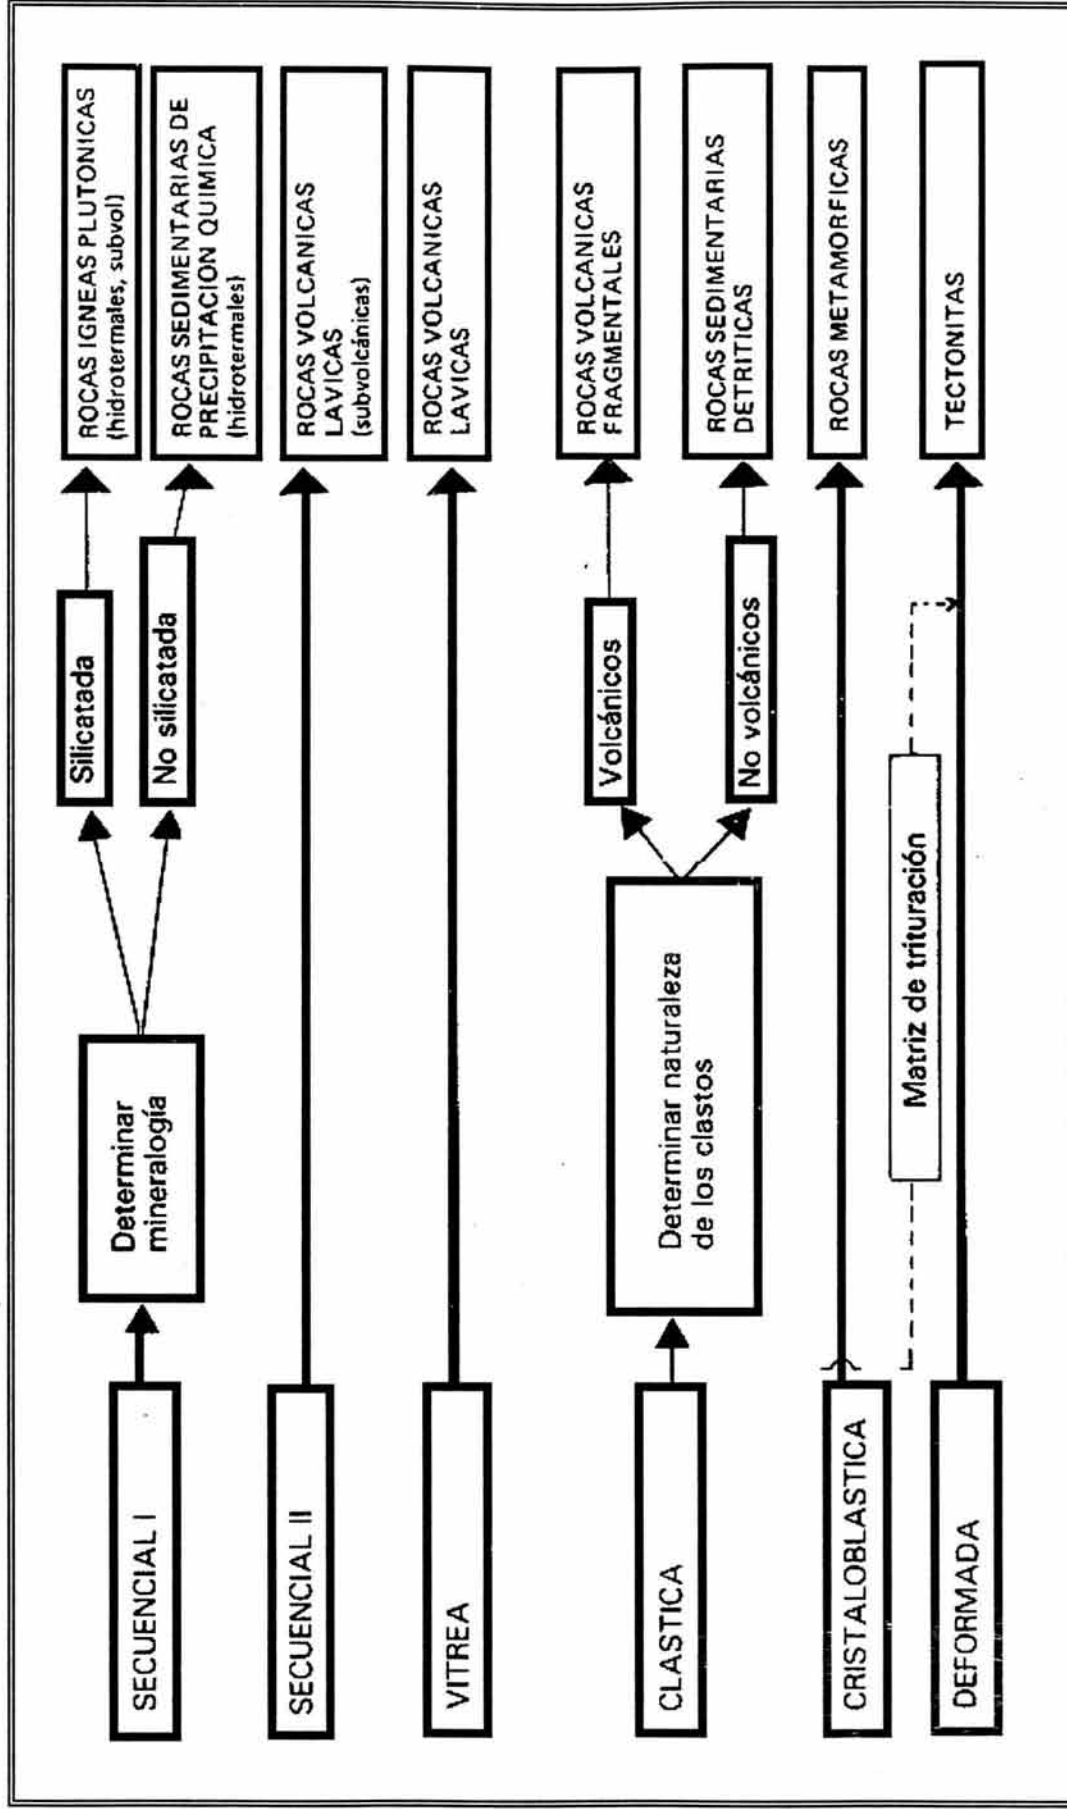 SECUENCIAL I
Determinar
mineralogía
Silicatada
ROCAS IGNEAS PLUTONICAS
(hidrotermales, subvol)
No silicatada
ROCAS SEDIMENTARIAS DE
PRECIPITACION QUIMICA
(hidrotermales)
SECUENCIAL II
ROCAS VOLCANICAS
LAVICAS
(subvolcánicas)
VITREA
ROCAS VOLCANICAS
LAVICAS
CLASTICA
Determinar naturaleza
de los clastos
Volcánicos
ROCAS VOLCANICAS
FRAGMENTALES
No volcánicos
ROCAS SEDIMENTARIAS
DETRITICAS
CRISTALOBLASTICA
ROCAS METAMORFICAS
Matriz de trituración
DEFORMADA
TECTONITAS